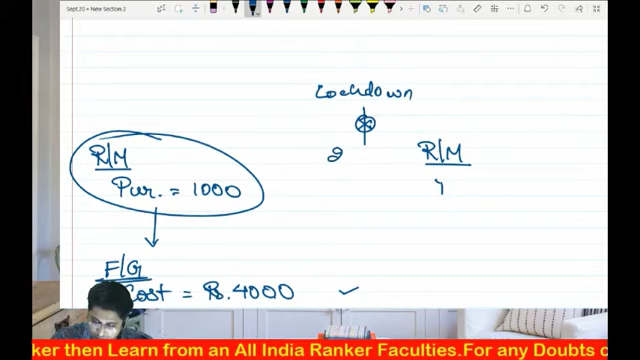 Sept.20 » New Section 2
Lockdown
R/M
Pur. = 1000
R/M
F/G
Cost = Rs.4000
ker then Learn from an All India Ranker Faculties.For any Doubts c